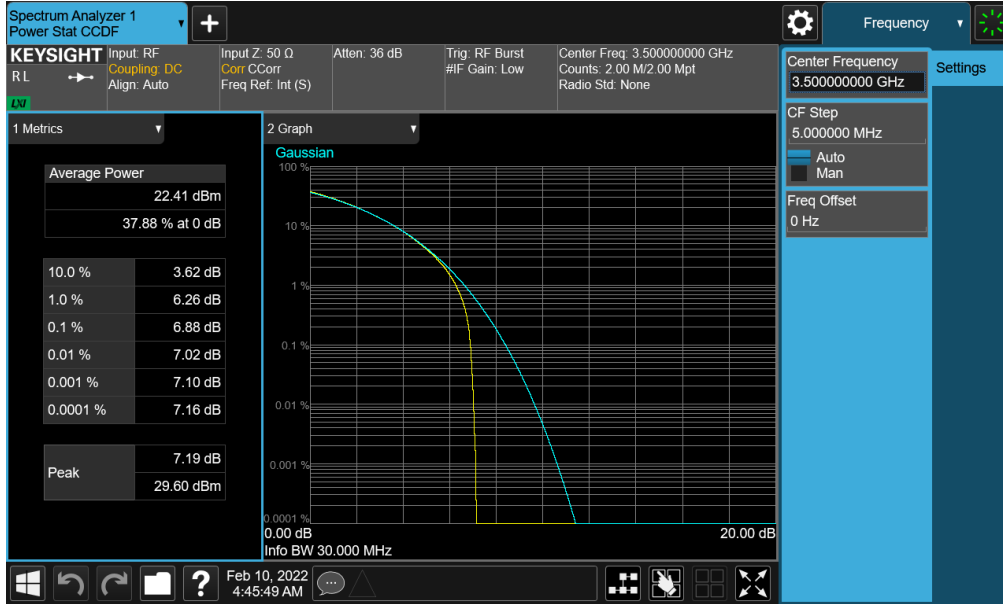 Spectrum Analyzer 1
Power Stat CCDF
Frequency
KEYSIGHT
Input: RF
Input Z: 50 Ω
Atten: 36 dB
Trig: RF Burst
Center Freq: 3.500000000 GHz
RL
Coupling: DC
Corr CCorr
#IF Gain: Low
Counts: 2.00 M/2.00 Mpt
Align: Auto
Freq Ref: Int (S)
Radio Std: None
LXI
Center Frequency
3.500000000 GHz
Settings
CF Step
5.000000 MHz
Auto
Man
Freq Offset
0 Hz
1 Metrics
Average Power
22.41 dBm
37.88 % at 0 dB
10.0 % 3.62 dB
1.0 % 6.26 dB
0.1 % 6.88 dB
0.01 % 7.02 dB
0.001 % 7.10 dB
0.0001 % 7.16 dB
Peak
7.19 dB
29.60 dBm
2 Graph
Gaussian
100 %
10 %
1 %
0.1 %
0.01 %
0.001 %
0.0001 %
0.00 dB 20.00 dB
Info BW 30.000 MHz
? Feb 10, 2022
4:45:49 AM